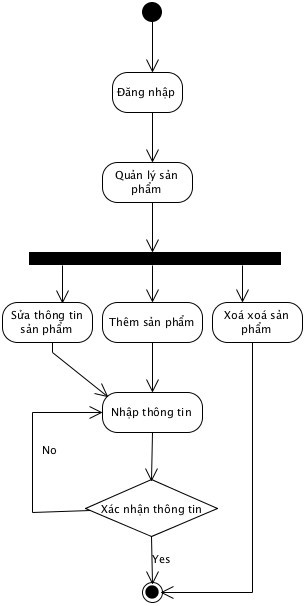 Đăng nhập
Quản lý sản
phẩm
Sửa thông tin
sản phẩm
Thêm sản phẩm
Xoá xoá sản
phẩm
Nhập thông tin
No
Xác nhận thông tin
Yes